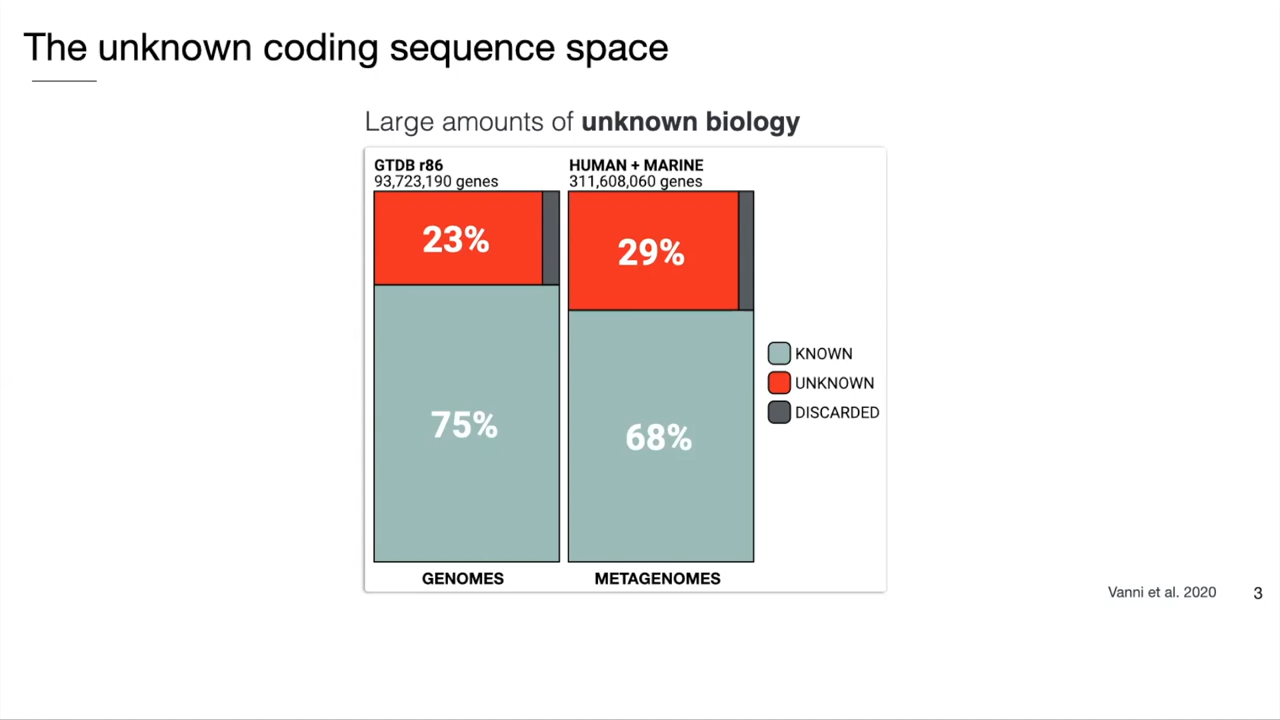 The unknown coding sequence space
Large amounts of unknown biology
GTDB r86
93,723,190 genes
HUMAN + MARINE
311,608,060 genes
23%
29%
75%
68%
KNOWN
UNKNOWN
DISCARDED
GENOMES
METAGENOMES
Vanni et al. 2020
3